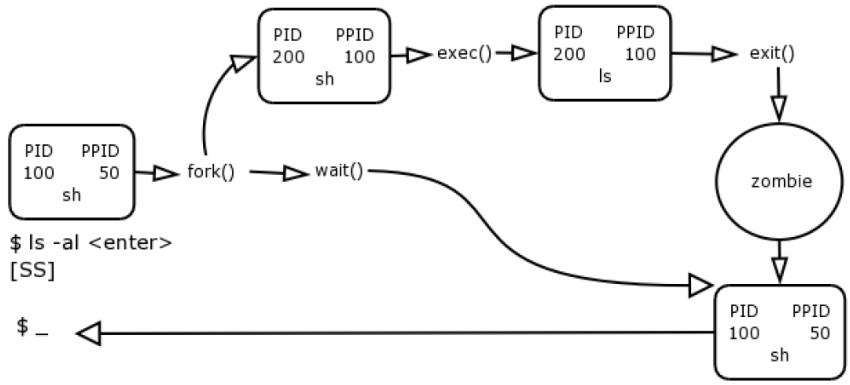 PID PPID
200 100
sh
exec()
PID PPID
200 100
ls
exit()
PID PPID
100 50
sh
fork()
wait()
zombie
$ ls -al <enter>
[SS]
$ _
PID PPID
100 50
sh